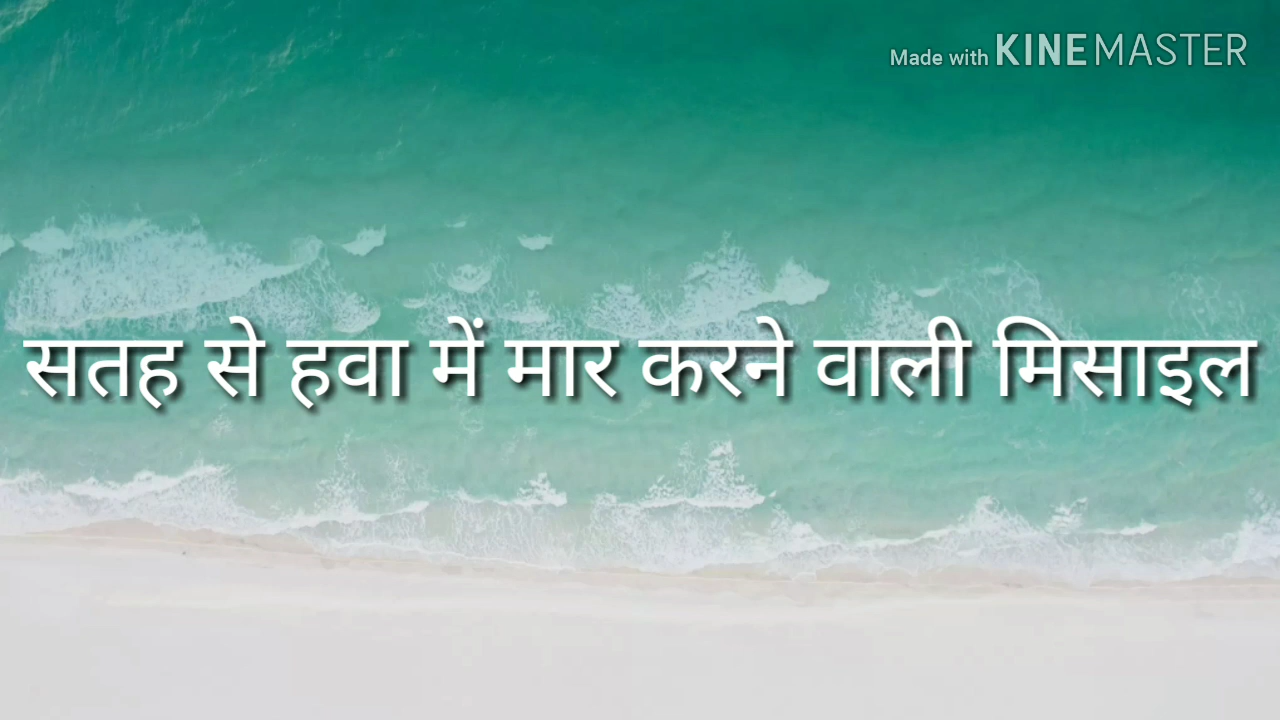 Made with KINEMASTER
सतह से हवा में मार करने वाली मिसाइल